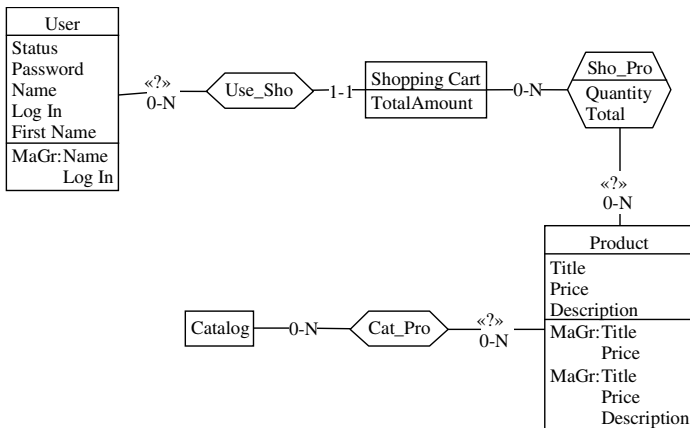 User
Status
Password
Name
Log In
First Name
MaGr:Name
Log In
«?»
0-N
Use_Sho
1-1
Shopping Cart
TotalAmount
0-N
Sho_Pro
Quantity
Total
«?»
0-N
Product
Title
Price
Description
MaGr:Title
Price
MaGr:Title
Price
Description
Catalog
0-N
Cat_Pro
«?»
0-N